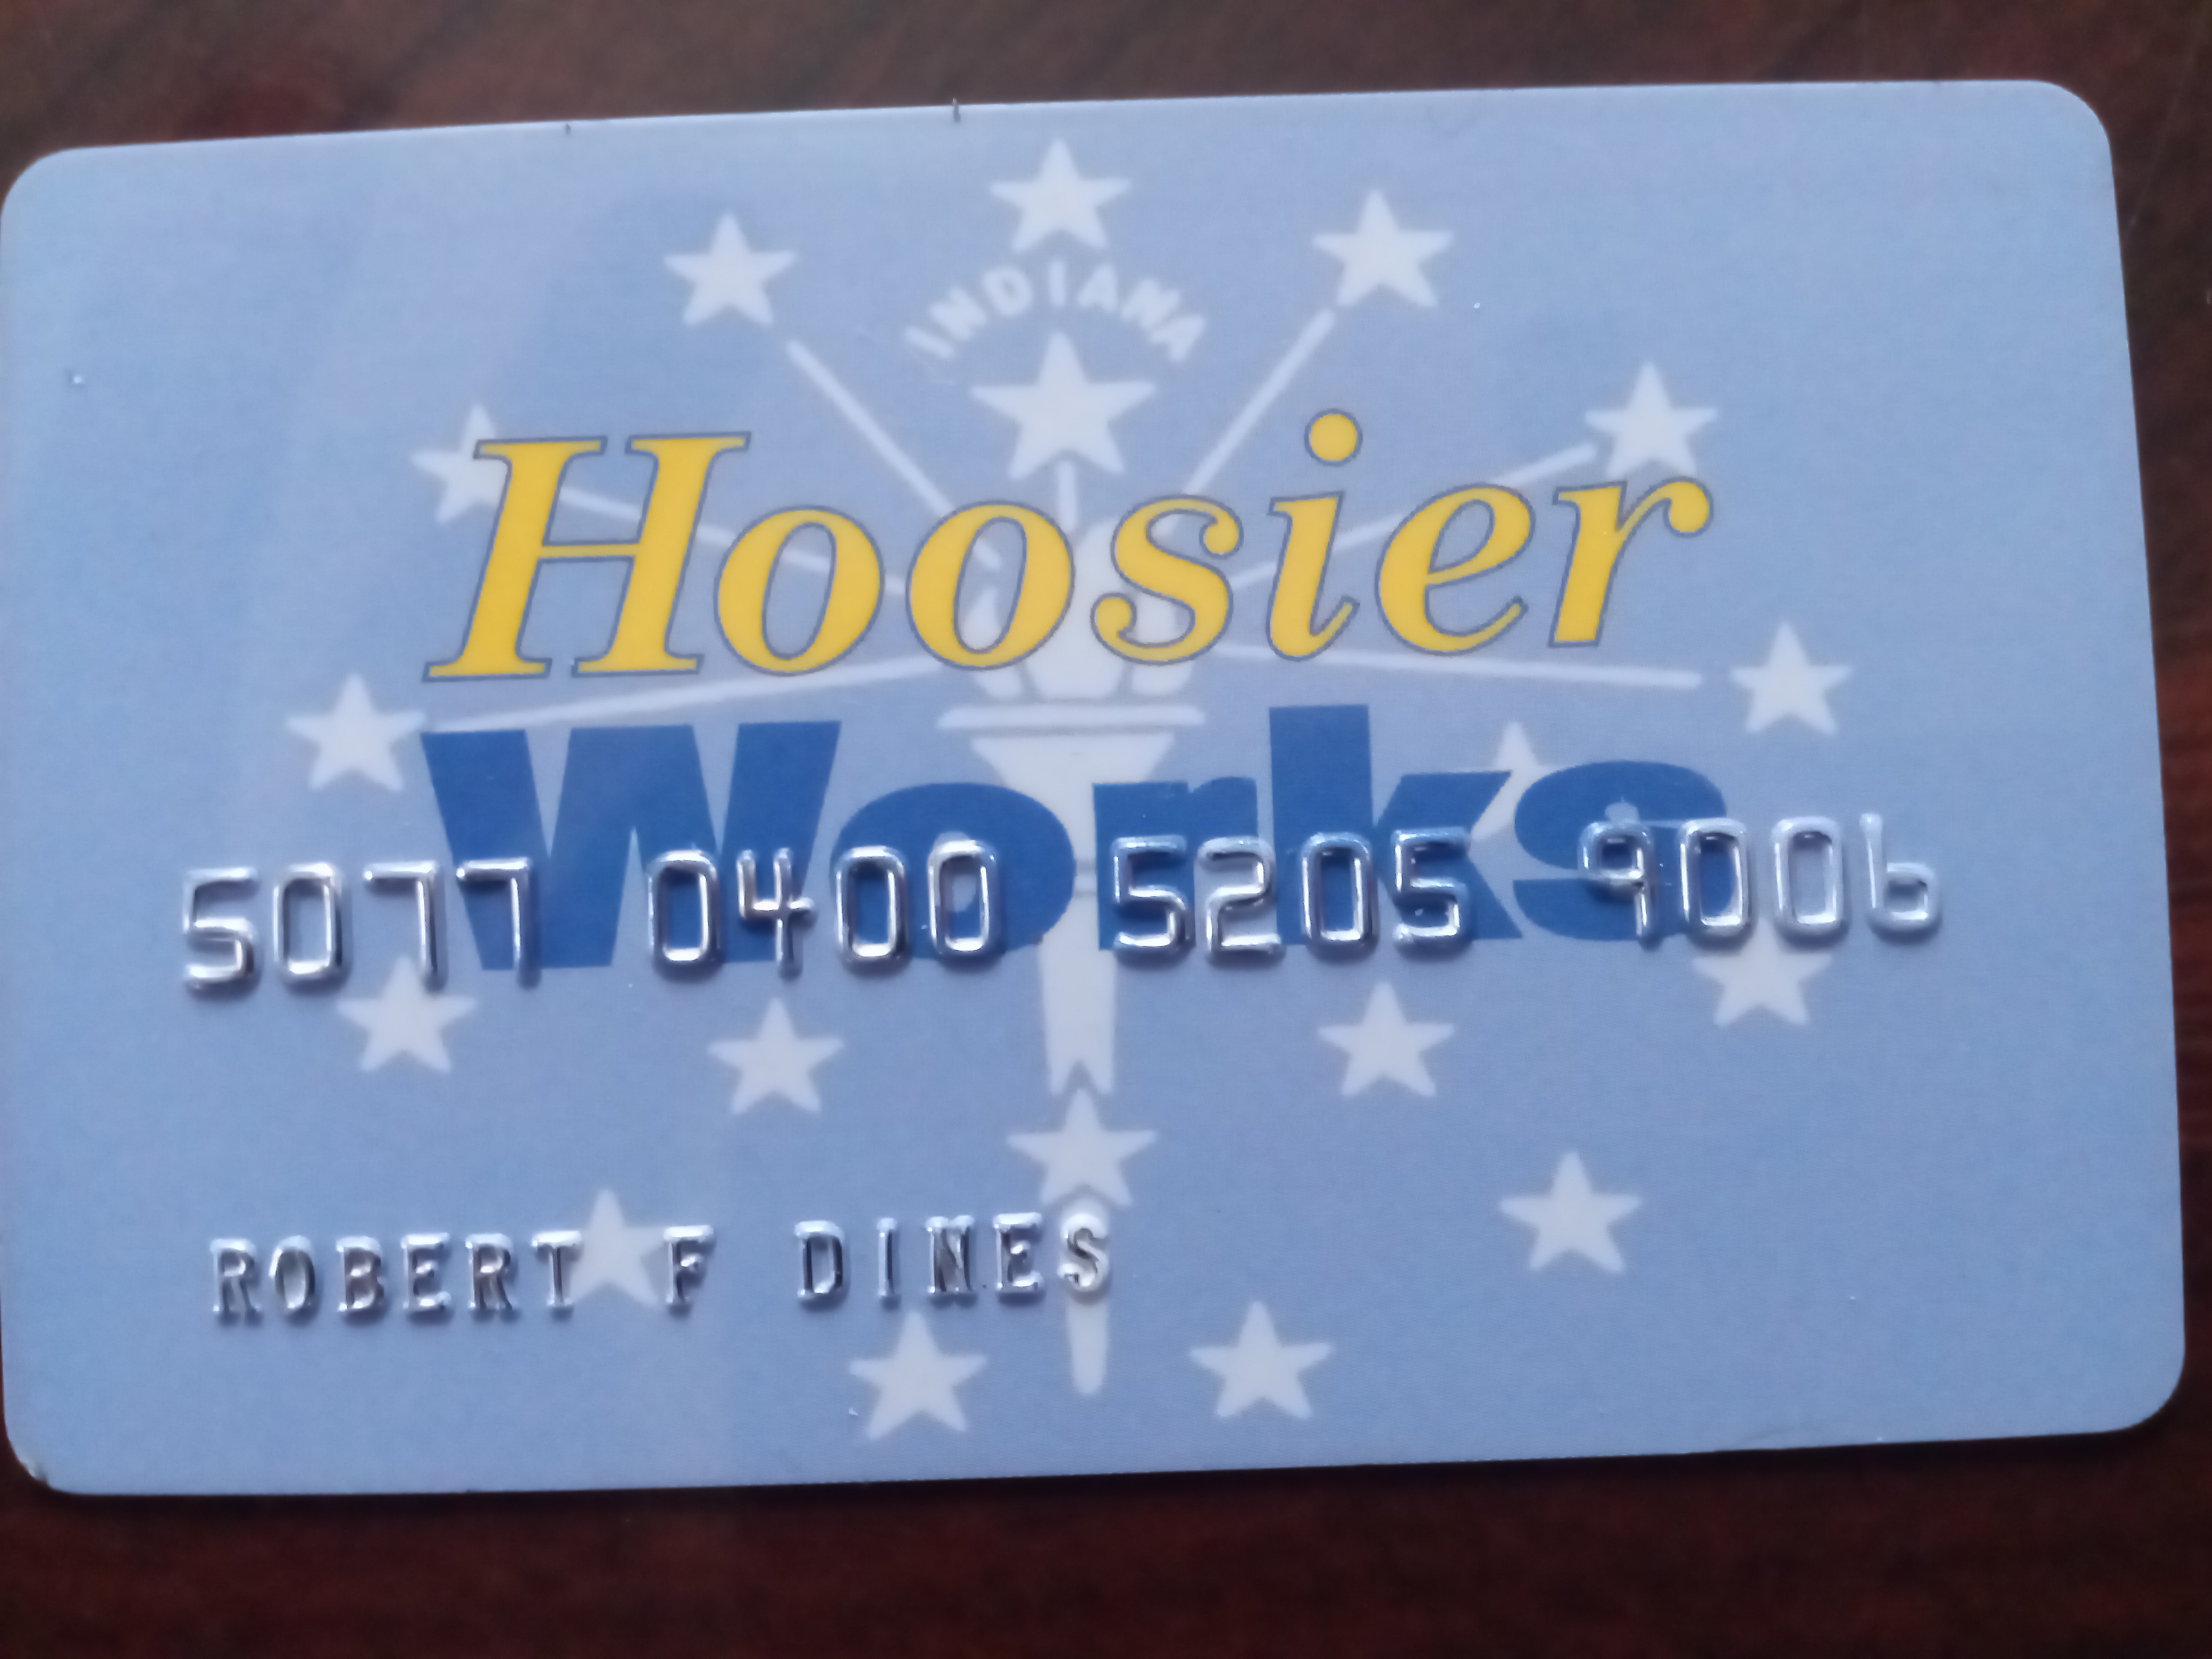 INDIANA
Hoosier
Works
5077 0400 5205 9006
ROBERT F DINES